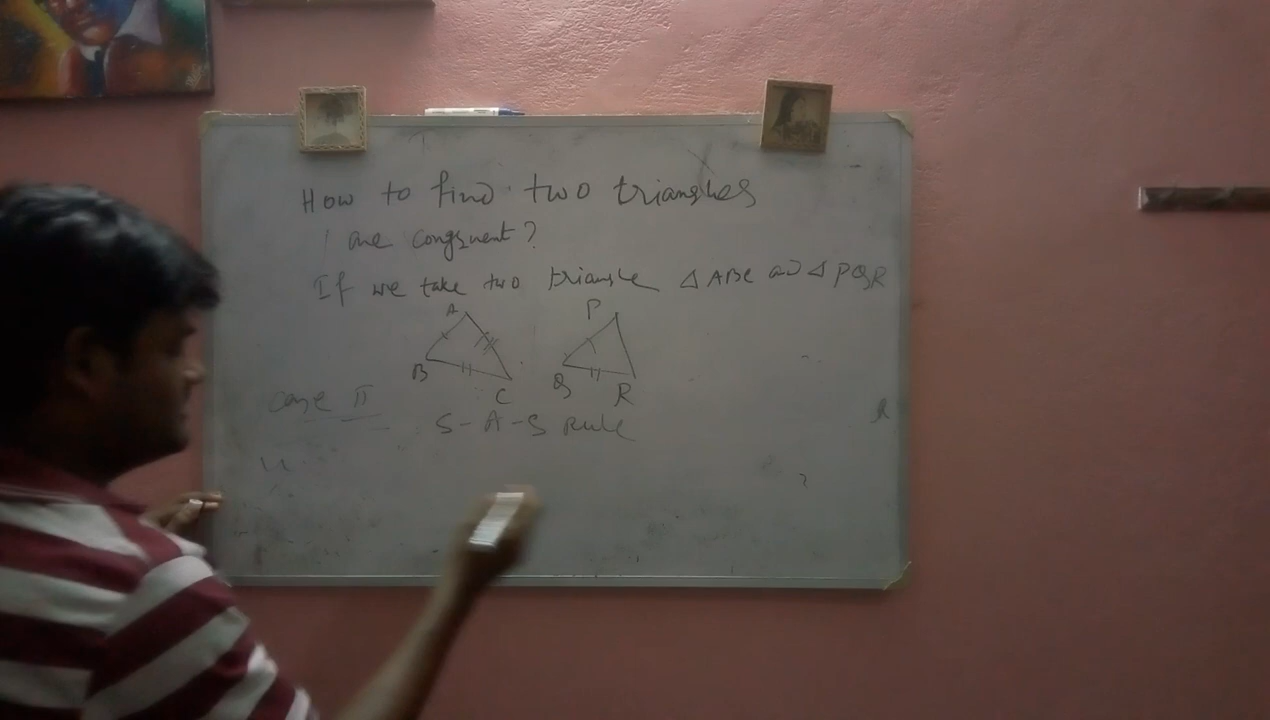 How to find two triangles
are congruent?
If we take two triangle △ ABC and △ PQR
A P
B C Q R
Case II
S-A-S Rule